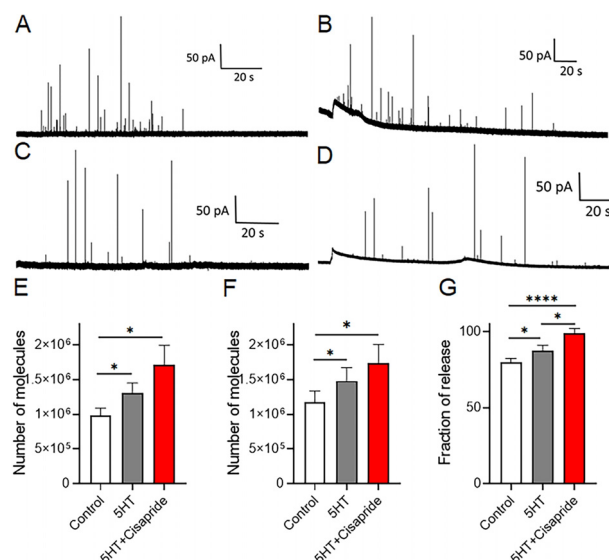 A
50 pA
20 s
B
50 pA
20 s
C
50 pA
20 s
D
50 pA
20 s
E
Number of molecules
2×10⁶
1.5×10⁶
1×10⁶
5×10⁵
0
*
*
Control
5HT
5HT+Cisapride
F
Number of molecules
2×10⁶
1.5×10⁶
1×10⁶
5×10⁵
0
*
*
Control
5HT
5HT+Cisapride
G
Fraction of release
100
50
0
****
*
*
Control
5HT
5HT+Cisapride